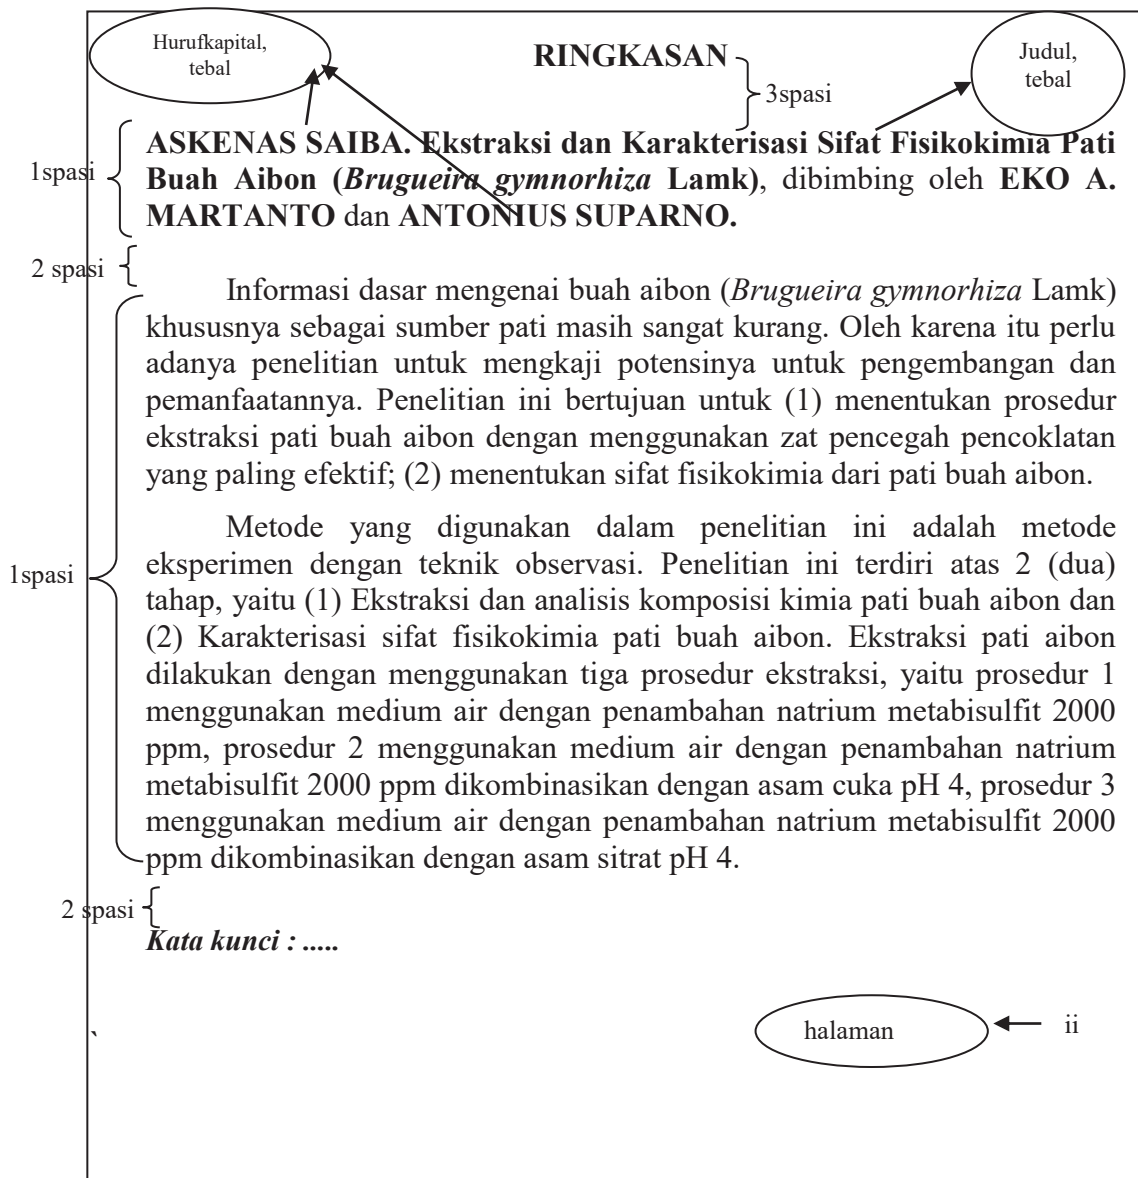 Hurufkapital,
tebal
RINGKASAN
Judul,
tebal
3spasi
1spasi
ASKENAS SAIBA. Ekstraksi dan Karakterisasi Sifat Fisikokimia Pati
Buah Aibon (Brugueira gymnorhiza Lamk), dibimbing oleh EKO A.
MARTANTO dan ANTONIUS SUPARNO.
2 spasi
Informasi dasar mengenai buah aibon (Brugueira gymnorhiza Lamk)
khususnya sebagai sumber pati masih sangat kurang. Oleh karena itu perlu
adanya penelitian untuk mengkaji potensinya untuk pengembangan dan
pemanfaatannya. Penelitian ini bertujuan untuk (1) menentukan prosedur
ekstraksi pati buah aibon dengan menggunakan zat pencegah pencoklatan
yang paling efektif; (2) menentukan sifat fisikokimia dari pati buah aibon.
Metode yang digunakan dalam penelitian ini adalah metode
eksperimen dengan teknik observasi. Penelitian ini terdiri atas 2 (dua)
1spasi
tahap, yaitu (1) Ekstraksi dan analisis komposisi kimia pati buah aibon dan
(2) Karakterisasi sifat fisikokimia pati buah aibon. Ekstraksi pati aibon
dilakukan dengan menggunakan tiga prosedur ekstraksi, yaitu prosedur 1
menggunakan medium air dengan penambahan natrium metabisulfit 2000
ppm, prosedur 2 menggunakan medium air dengan penambahan natrium
metabisulfit 2000 ppm dikombinasikan dengan asam cuka pH 4, prosedur 3
menggunakan medium air dengan penambahan natrium metabisulfit 2000
ppm dikombinasikan dengan asam sitrat pH 4.
2 spasi
Kata kunci : .....
halaman
ii
`